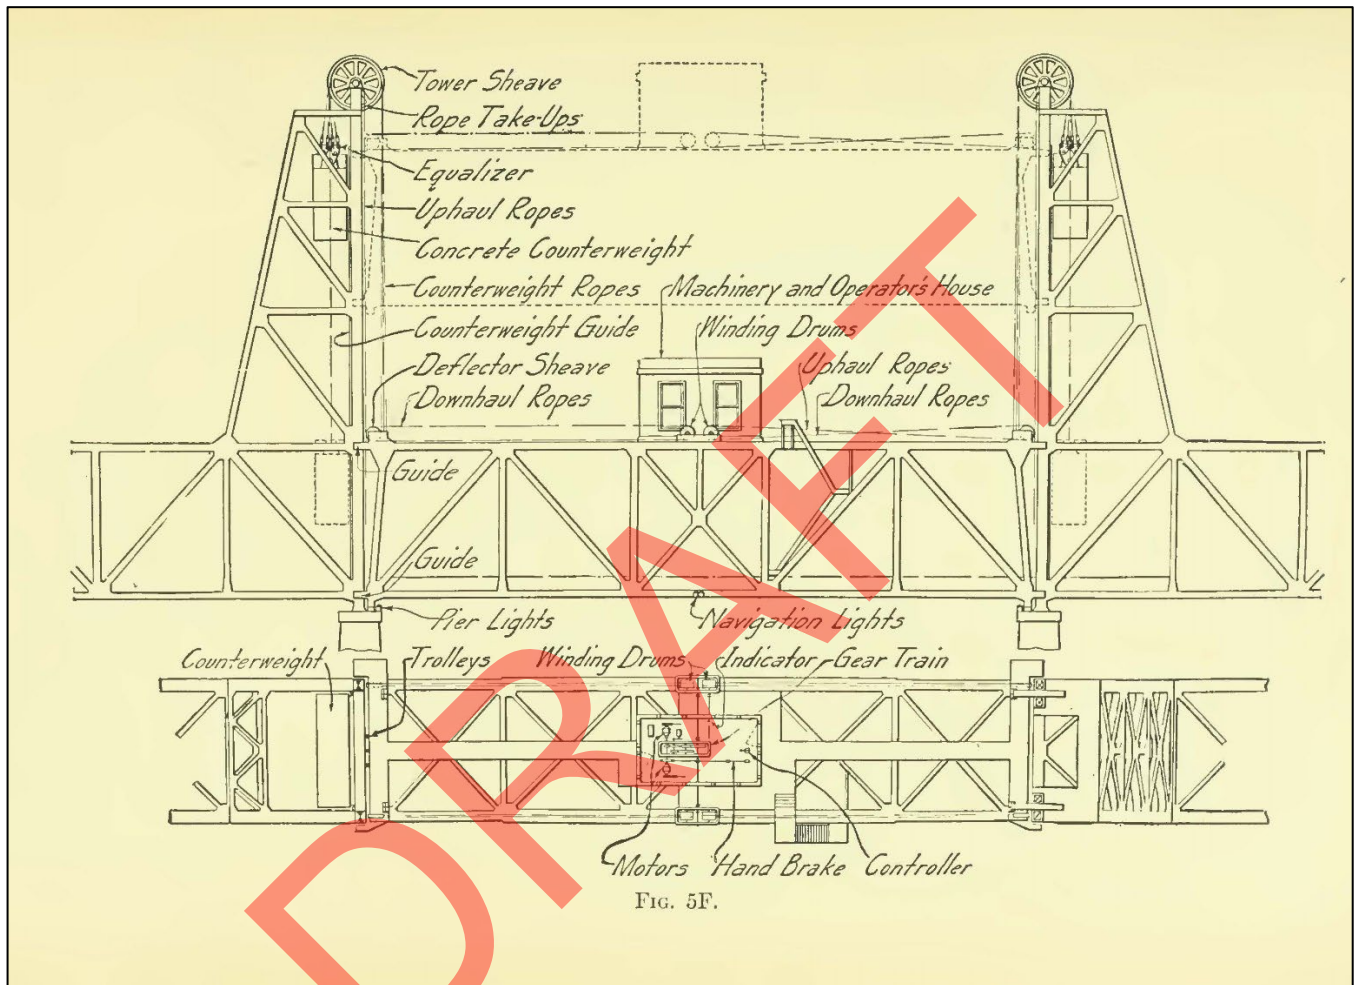 Tower Sheave
Rope Take-Ups
Equalizer
Uphaul Ropes
Concrete Counterweight
Counterweight Ropes
Machinery and Operator's House
Counterweight Guide
Winding Drums
Deflector Sheave
Uphaul Ropes
Downhaul Ropes
Downhaul Ropes
Guide
Guide
Pier Lights
Navigation Lights
Counterweight
Trolleys
Winding Drums
Indicator
Gear Train
Motors
Hand Brake
Controller
FIG. 5F.
DRAFT